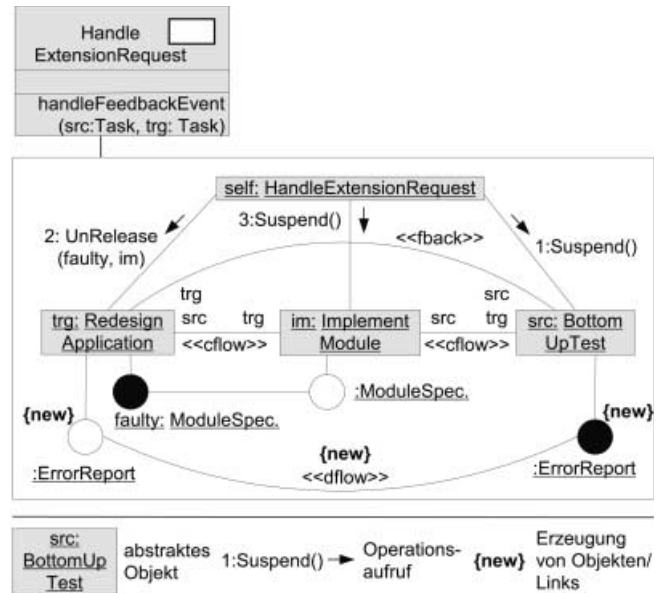 Handle
ExtensionRequest
handleFeedbackEvent
(src:Task, trg: Task)
self: HandleExtensionRequest
2: UnRelease
(faulty, im)
3:Suspend()
<<fback>>
1:Suspend()
trg
src
trg: Redesign
Application
src
trg
<<cflow>>
im: Implement
Module
src
trg
<<cflow>>
src: Bottom
UpTest
faulty: ModuleSpec.
:ModuleSpec.
{new}
:ErrorReport
{new}
<<dflow>>
{new}
:ErrorReport
src:
BottomUp
Test
abstraktes
Objekt
1:Suspend()
Operations-
aufruf
{new}
Erzeugung
von Objekten/
Links